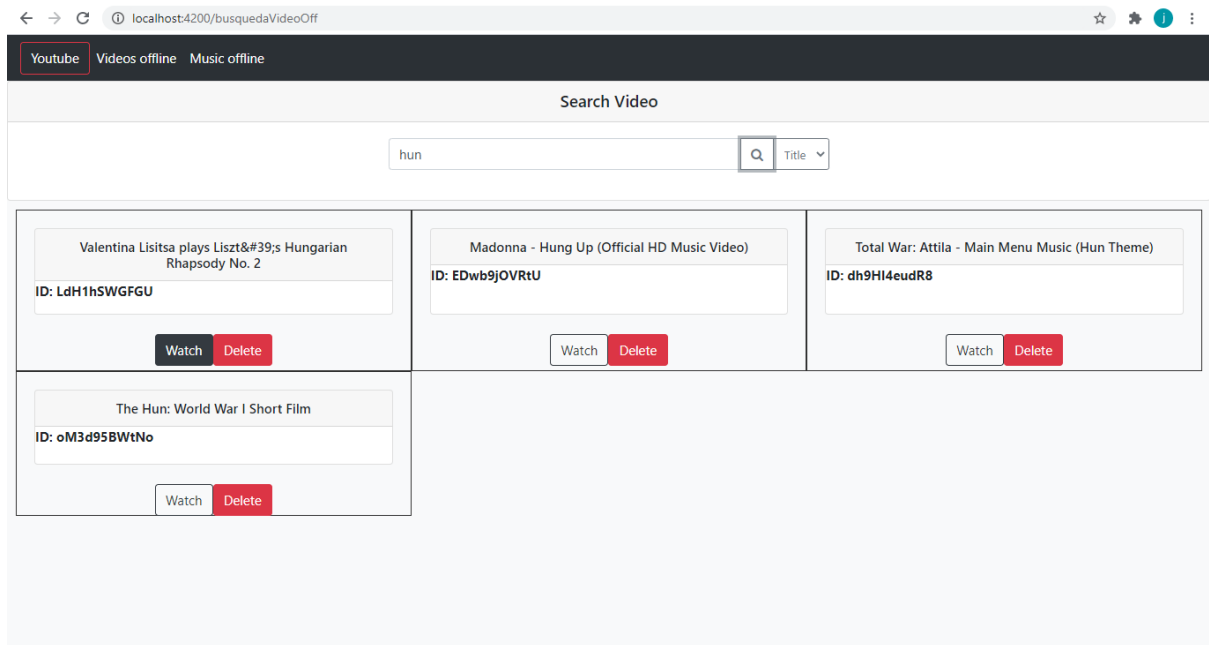 localhost:4200/busquedaVideoOff
j
Youtube Videos offline Music offline
Search Video
hun
Title
Valentina Lisitsa plays Liszt&#39;s Hungarian
Rhapsody No. 2
ID: LdH1hSWGFGU
Watch Delete
Madonna - Hung Up (Official HD Music Video)
ID: EDwb9jOVRtU
Watch Delete
Total War: Attila - Main Menu Music (Hun Theme)
ID: dh9HI4eudR8
Watch Delete
The Hun: World War I Short Film
ID: oM3d95BWtNo
Watch Delete